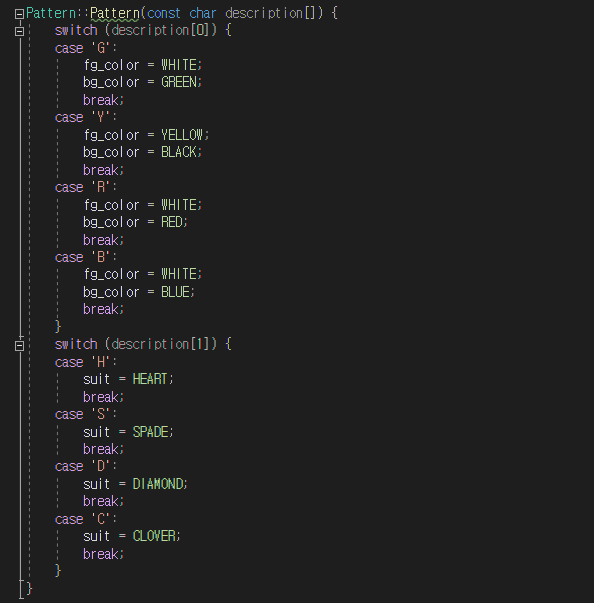 Pattern::Pattern(const char description[]) {
switch (description[0]) {
case 'G':
fg_color = WHITE;
bg_color = GREEN;
break;
case 'Y':
fg_color = YELLOW;
bg_color = BLACK;
break;
case 'R':
fg_color = WHITE;
bg_color = RED;
break;
case 'B':
fg_color = WHITE;
bg_color = BLUE;
break;
}
switch (description[1]) {
case 'H':
suit = HEART;
break;
case 'S':
suit = SPADE;
break;
case 'D':
suit = DIAMOND;
break;
case 'C':
suit = CLOVER;
break;
}
}